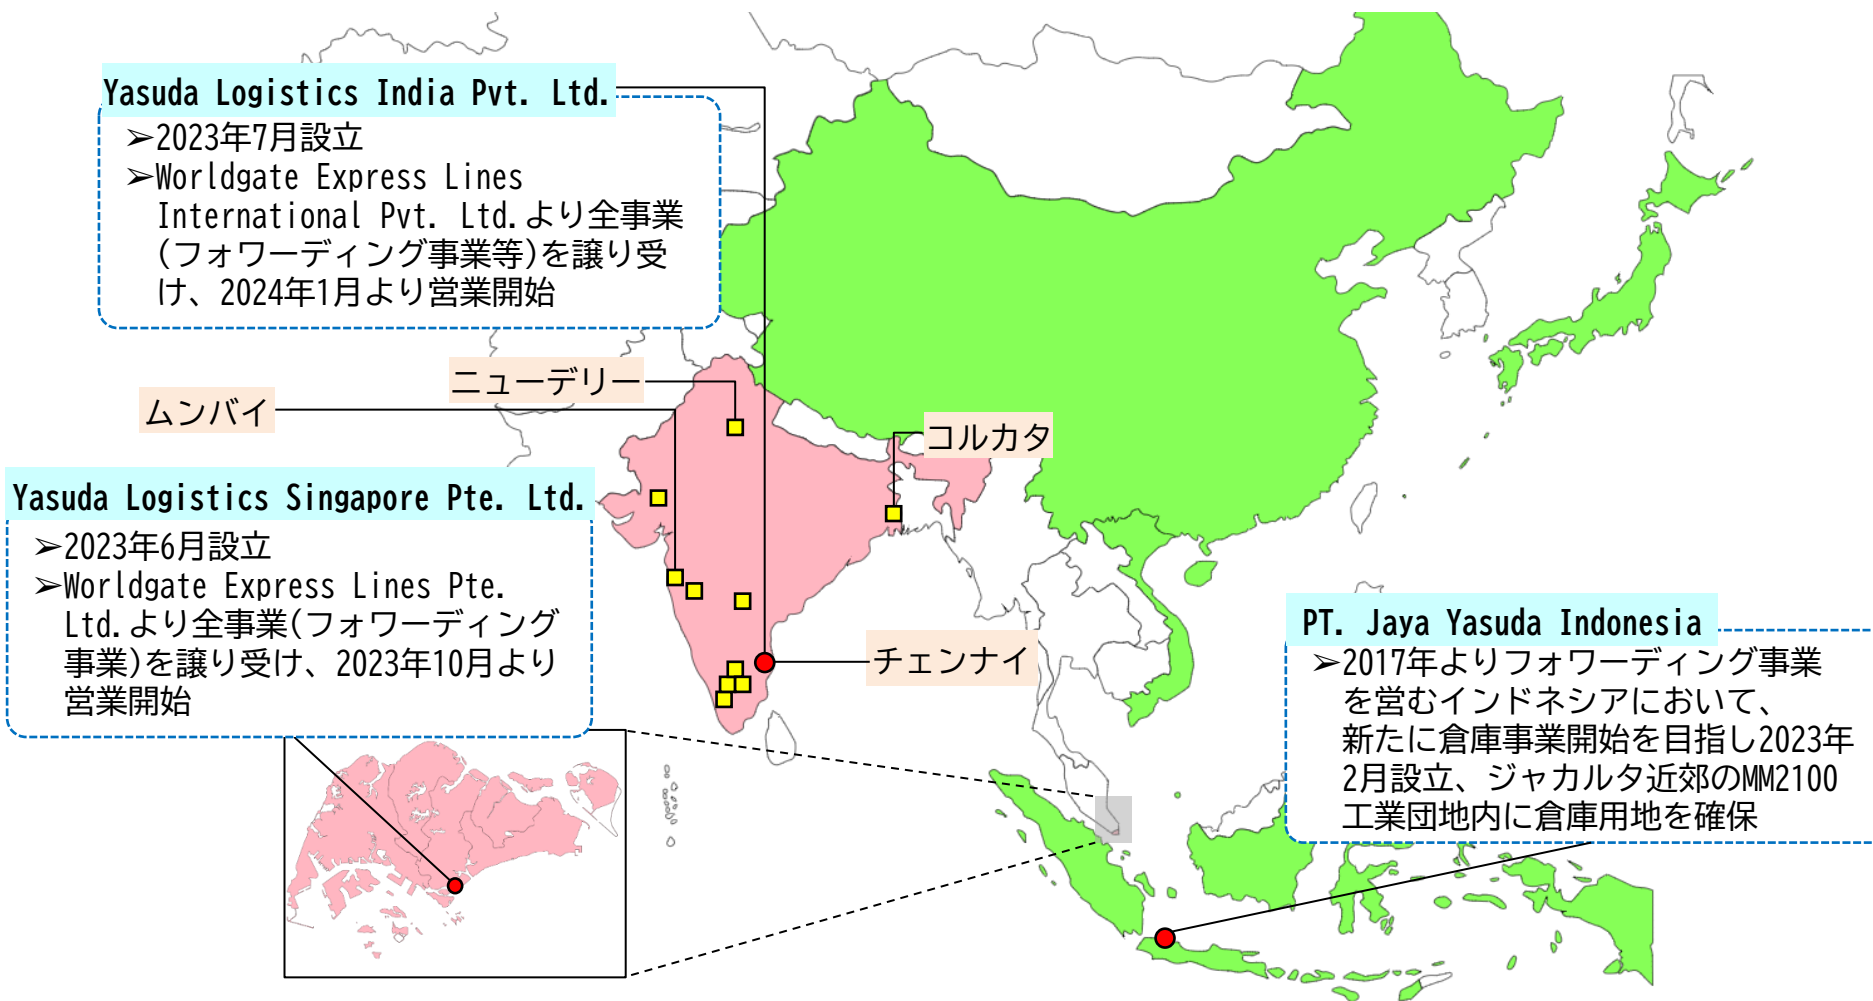 Yasuda Logistics India Pvt. Ltd.
➢2023年7月設立
➢Worldgate Express Lines
International Pvt. Ltd.より全事業
(フォワーディング事業等)を譲り受
け、2024年1月より営業開始
ニューデリー
ムンバイ
コルカタ
Yasuda Logistics Singapore Pte. Ltd.
➢2023年6月設立
➢Worldgate Express Lines Pte.
Ltd.より全事業(フォワーディング
事業)を譲り受け、2023年10月より
営業開始
チェンナイ
PT. Jaya Yasuda Indonesia
➢2017年よりフォワーディング事業
を営むインドネシアにおいて、
新たに倉庫事業開始を目指し2023年
2月設立、ジャカルタ近郊のMM2100
工業団地内に倉庫用地を確保